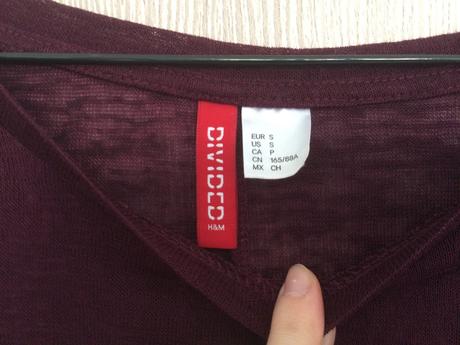 DIVIDED
H&M
EUR S
US S
CA P
CN 165/88A
MX CH